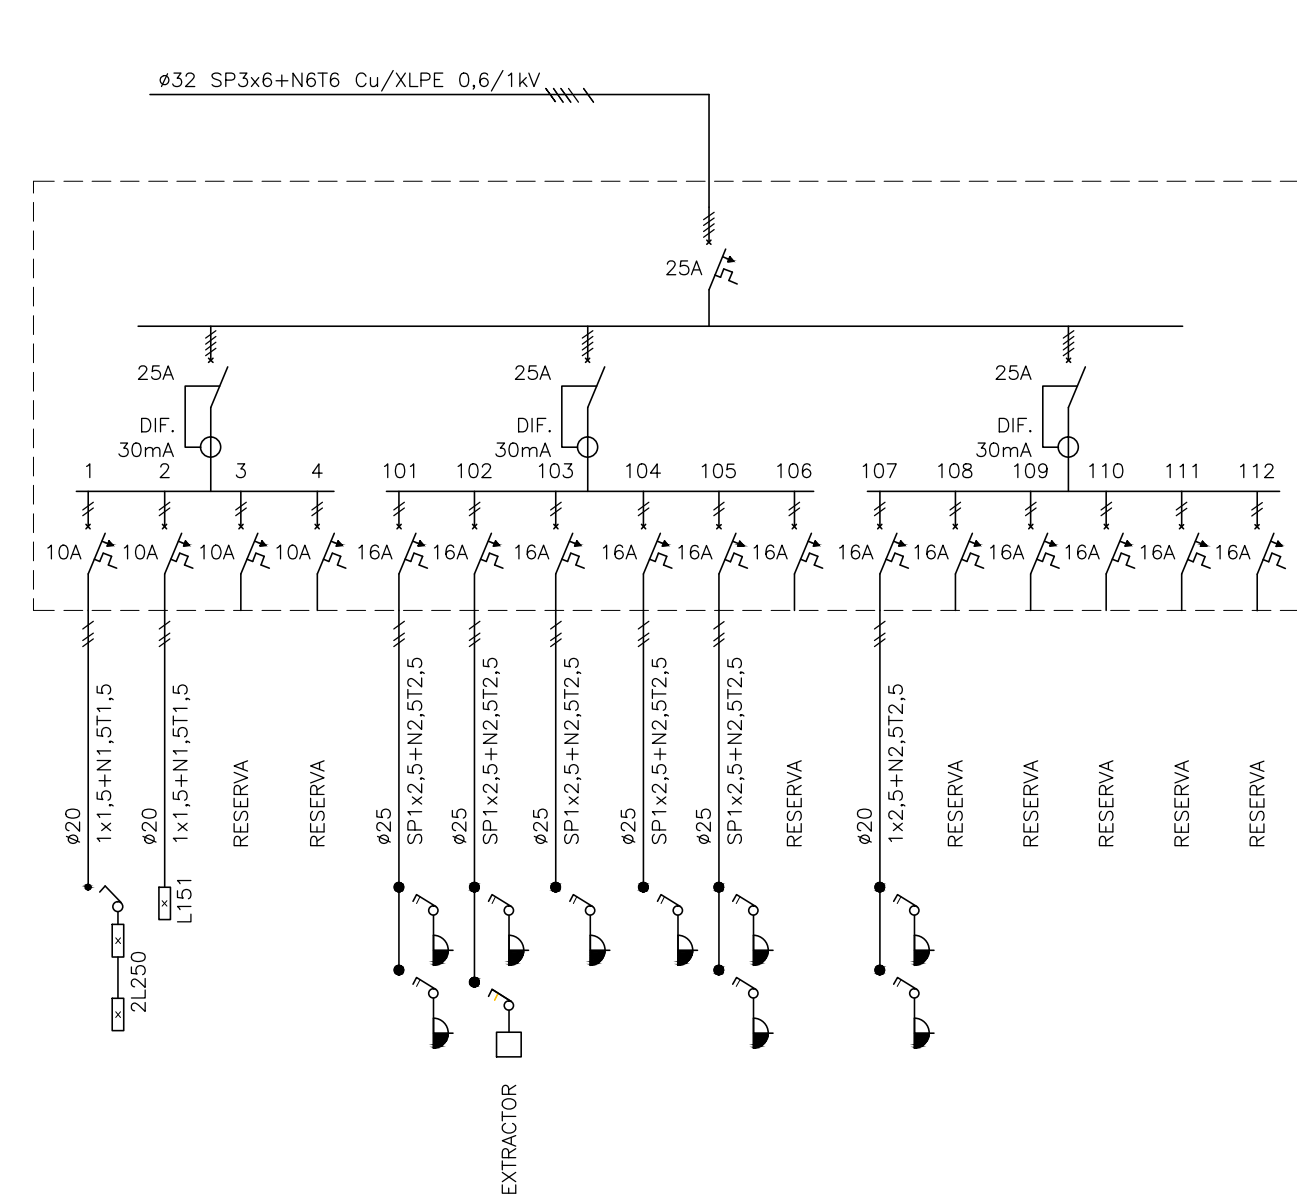 ø32 SP3x6+N6T6 Cu/XLPE 0,6/1kV
25A
25A 25A 25A
DIF. DIF. DIF.
30mA 30mA 30mA
1 2 3 4 101 102 103 104 105 106 107 108 109 110 111 112
10A 10A 10A 10A 16A 16A 16A 16A 16A 16A 16A 16A 16A 16A 16A 16A
ø20
1x1,5+N1,5T1,5
ø20
1x1,5+N1,5T1,5
RESERVA
RESERVA
ø25
SP1x2,5+N2,5T2,5
ø25
SP1x2,5+N2,5T2,5
ø25
SP1x2,5+N2,5T2,5
ø25
SP1x2,5+N2,5T2,5
ø25
SP1x2,5+N2,5T2,5
RESERVA
ø20
1x2,5+N2,5T2,5
RESERVA
RESERVA
RESERVA
RESERVA
RESERVA
2L250
L151
EXTRACTOR